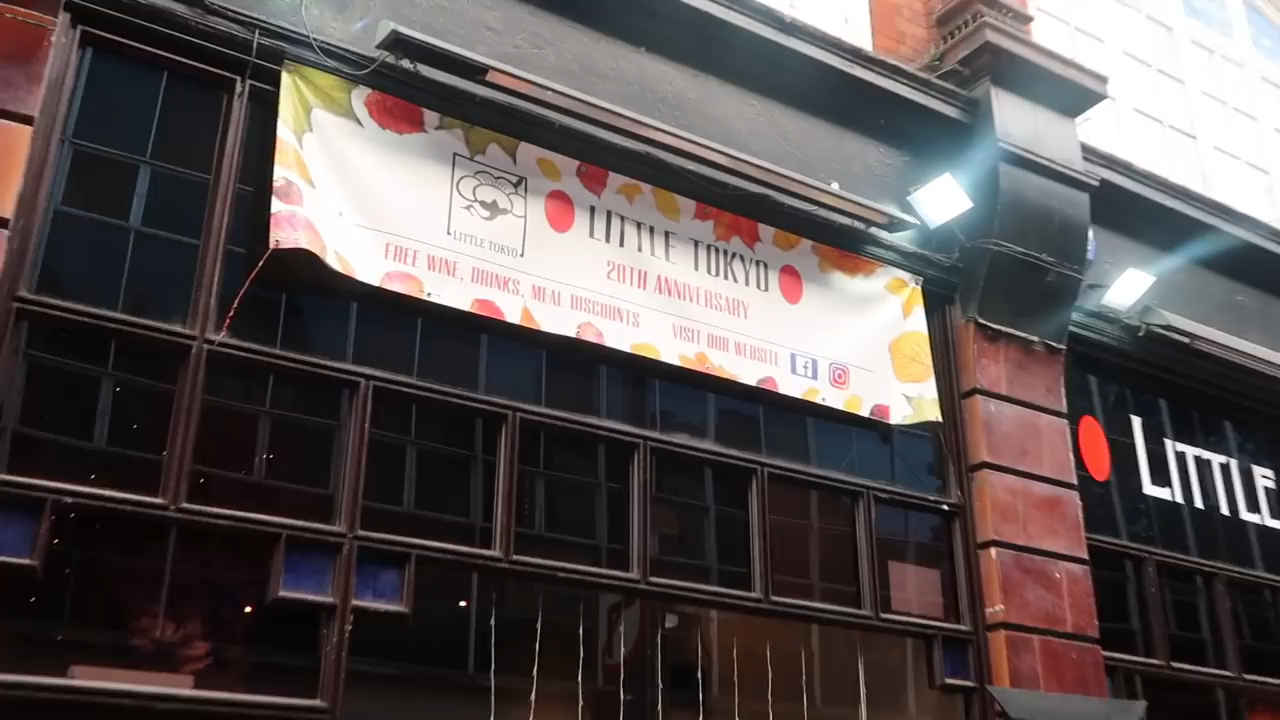 LITTLE TOKYO
LITTLE TOKYO
20TH ANNIVERSARY
FREE WINE, DRINKS, MEAL DISCOUNTS
VISIT OUR WEBSITE
LITTLE